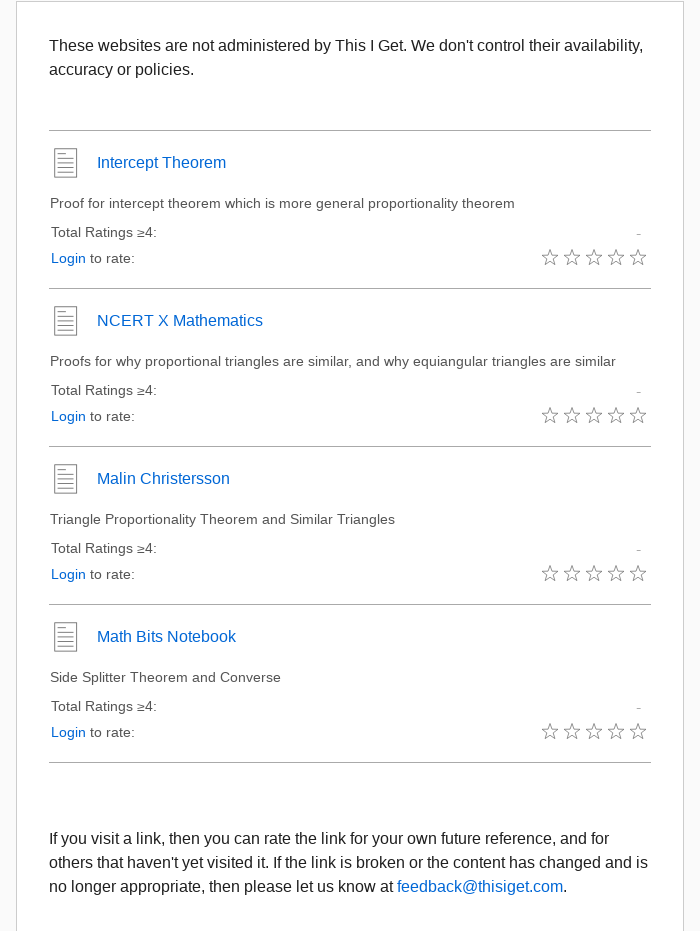 These websites are not administered by This I Get. We don't control their availability,
accuracy or policies.
Intercept Theorem
Proof for intercept theorem which is more general proportionality theorem
Total Ratings ≥4:
-
Login to rate:
NCERT X Mathematics
Proofs for why proportional triangles are similar, and why equiangular triangles are similar
Total Ratings ≥4:
-
Login to rate:
Malin Christersson
Triangle Proportionality Theorem and Similar Triangles
Total Ratings ≥4:
-
Login to rate:
Math Bits Notebook
Side Splitter Theorem and Converse
Total Ratings ≥4:
-
Login to rate:
If you visit a link, then you can rate the link for your own future reference, and for
others that haven't yet visited it. If the link is broken or the content has changed and is
no longer appropriate, then please let us know at feedback@thisiget.com.